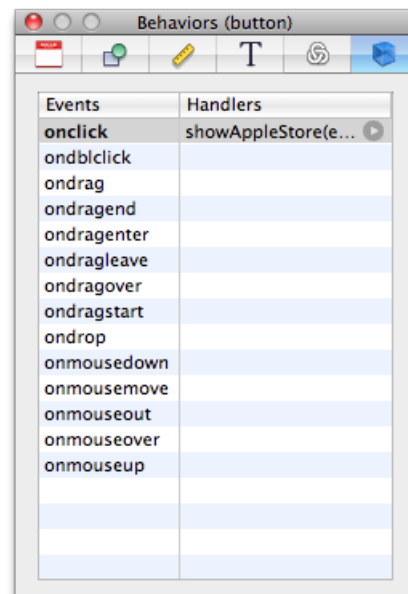 Behaviors (button)
T
Events Handlers
onclick showAppleStore(e...
ondblclick
ondrag
ondragend
ondragenter
ondragleave
ondragover
ondragstart
ondrop
onmousedown
onmousemove
onmouseout
onmouseover
onmouseup